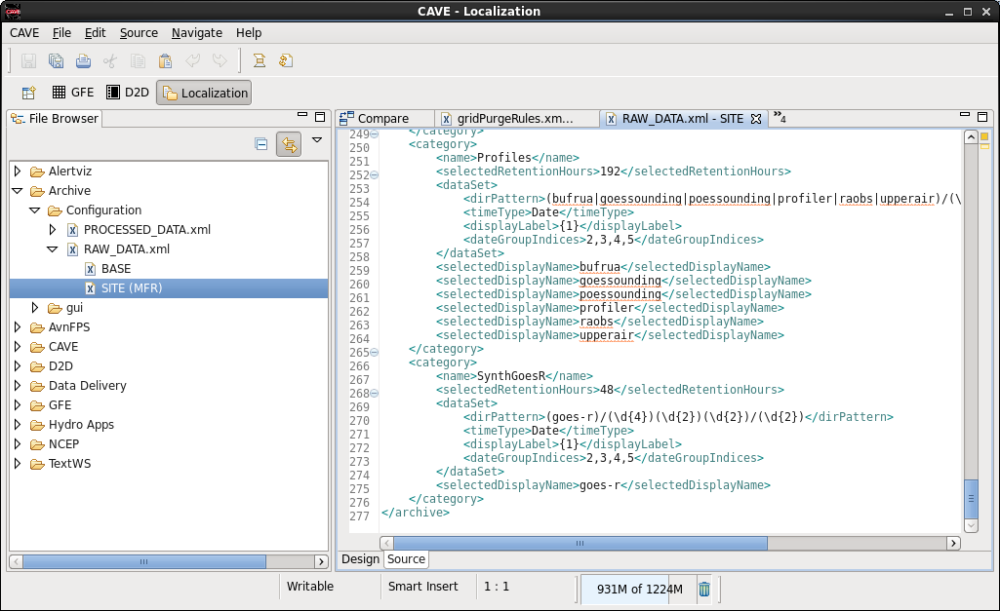 CAVE - Localization
CAVE File Edit Source Navigate Help
GFE D2D Localization
File Browser
Alertviz
Archive
Configuration
PROCESSED_DATA.xml
RAW_DATA.xml
BASE
SITE (MFR)
gui
AvnFPS
CAVE
D2D
Data Delivery
GFE
Hydro Apps
NCEP
TextWS
Compare gridPurgeRules.xm... RAW_DATA.xml - SITE »4
249 </category>
250 <category>
251 <name>Profiles</name>
252 <selectedRetentionHours>192</selectedRetentionHours>
253 <dataSet>
254 <dirPattern>(bufrua|goessounding|poessounding|profiler|raobs|upperair)/(\
255 <timeType>Date</timeType>
256 <displayLabel>{1}</displayLabel>
257 <dateGroupIndices>2,3,4,5</dateGroupIndices>
258 </dataSet>
259 <selectedDisplayName>bufrua</selectedDisplayName>
260 <selectedDisplayName>goessounding</selectedDisplayName>
261 <selectedDisplayName>poessounding</selectedDisplayName>
262 <selectedDisplayName>profiler</selectedDisplayName>
263 <selectedDisplayName>raobs</selectedDisplayName>
264 <selectedDisplayName>upperair</selectedDisplayName>
265 </category>
266 <category>
267 <name>SynthGoesR</name>
268 <selectedRetentionHours>48</selectedRetentionHours>
269 <dataSet>
270 <dirPattern>(goes-r)/(\d{4})(\d{2})(\d{2})/(\d{2})</dirPattern>
271 <timeType>Date</timeType>
272 <displayLabel>{1}</displayLabel>
273 <dateGroupIndices>2,3,4,5</dateGroupIndices>
274 </dataSet>
275 <selectedDisplayName>goes-r</selectedDisplayName>
276 </category>
277 </archive>
Design Source
Writable Smart Insert 1 : 1 931M of 1224M